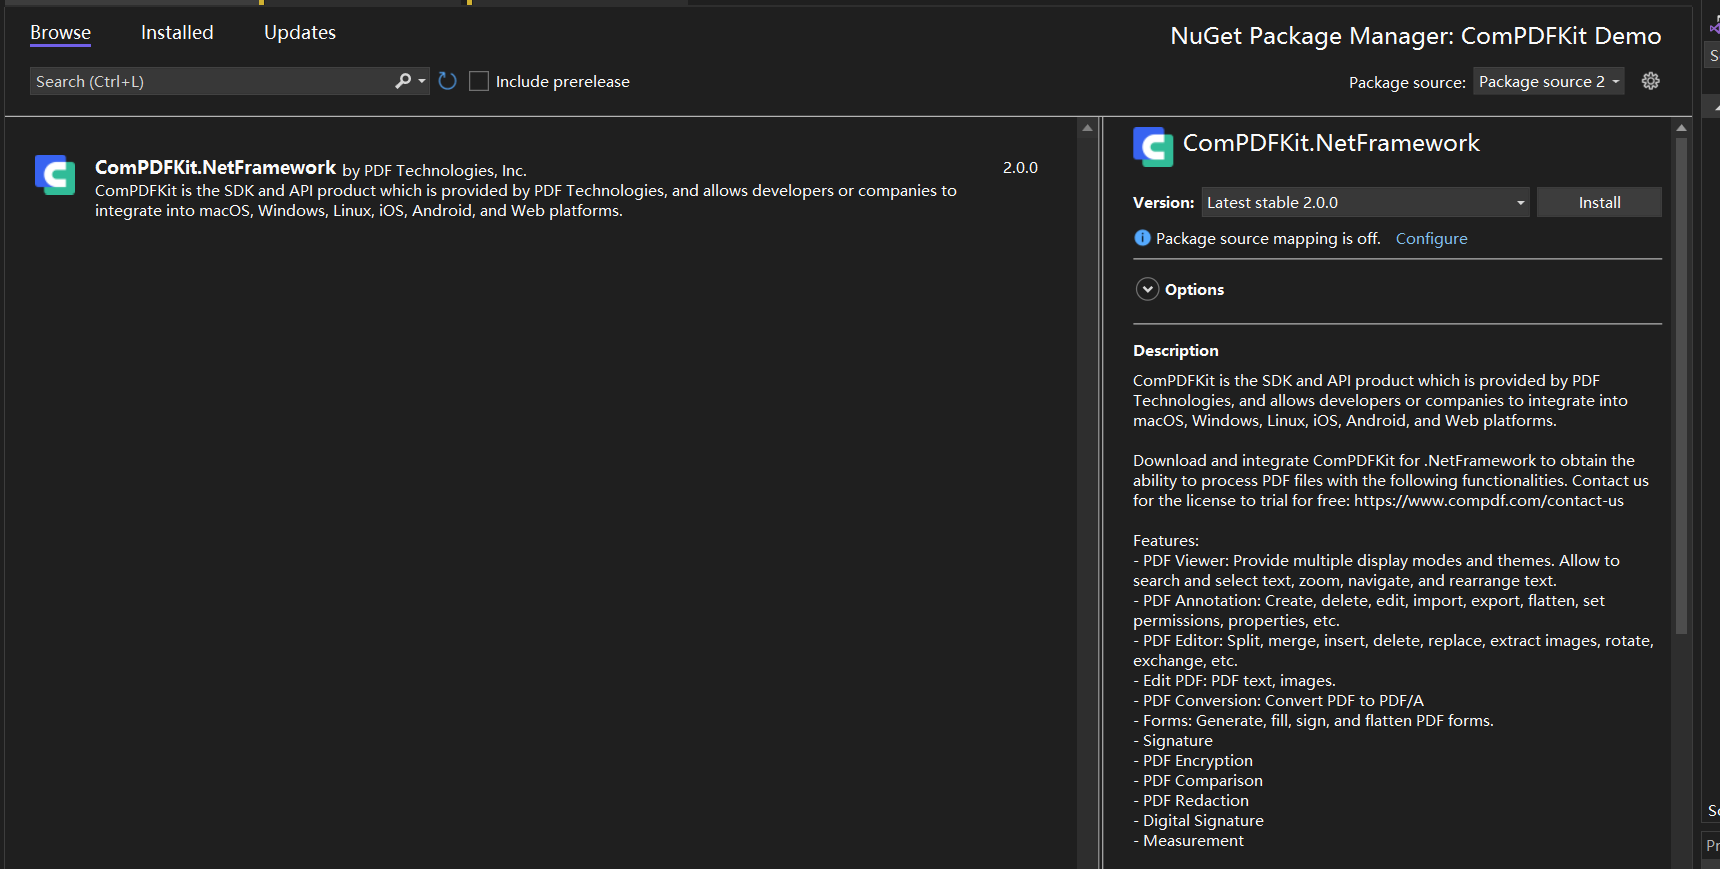 Browse Installed Updates
NuGet Package Manager: ComPDFKit Demo
Search (Ctrl+L) Include prerelease
Package source: Package source 2
ComPDFKit.NetFramework by PDF Technologies, Inc. 2.0.0
ComPDFKit is the SDK and API product which is provided by PDF Technologies, and allows developers or companies to
integrate into macOS, Windows, Linux, iOS, Android, and Web platforms.
ComPDFKit.NetFramework
Version: Latest stable 2.0.0 Install
Package source mapping is off. Configure
Options
Description
ComPDFKit is the SDK and API product which is provided by PDF
Technologies, and allows developers or companies to integrate into
macOS, Windows, Linux, iOS, Android, and Web platforms.
Download and integrate ComPDFKit for .NetFramework to obtain the
ability to process PDF files with the following functionalities. Contact us
for the license to trial for free: https://www.compdf.com/contact-us
Features:
- PDF Viewer: Provide multiple display modes and themes. Allow to
search and select text, zoom, navigate, and rearrange text.
- PDF Annotation: Create, delete, edit, import, export, flatten, set
permissions, properties, etc.
- PDF Editor: Split, merge, insert, delete, replace, extract images, rotate,
exchange, etc.
- Edit PDF: PDF text, images.
- PDF Conversion: Convert PDF to PDF/A
- Forms: Generate, fill, sign, and flatten PDF forms.
- Signature
- PDF Encryption
- PDF Comparison
- PDF Redaction
- Digital Signature
- Measurement